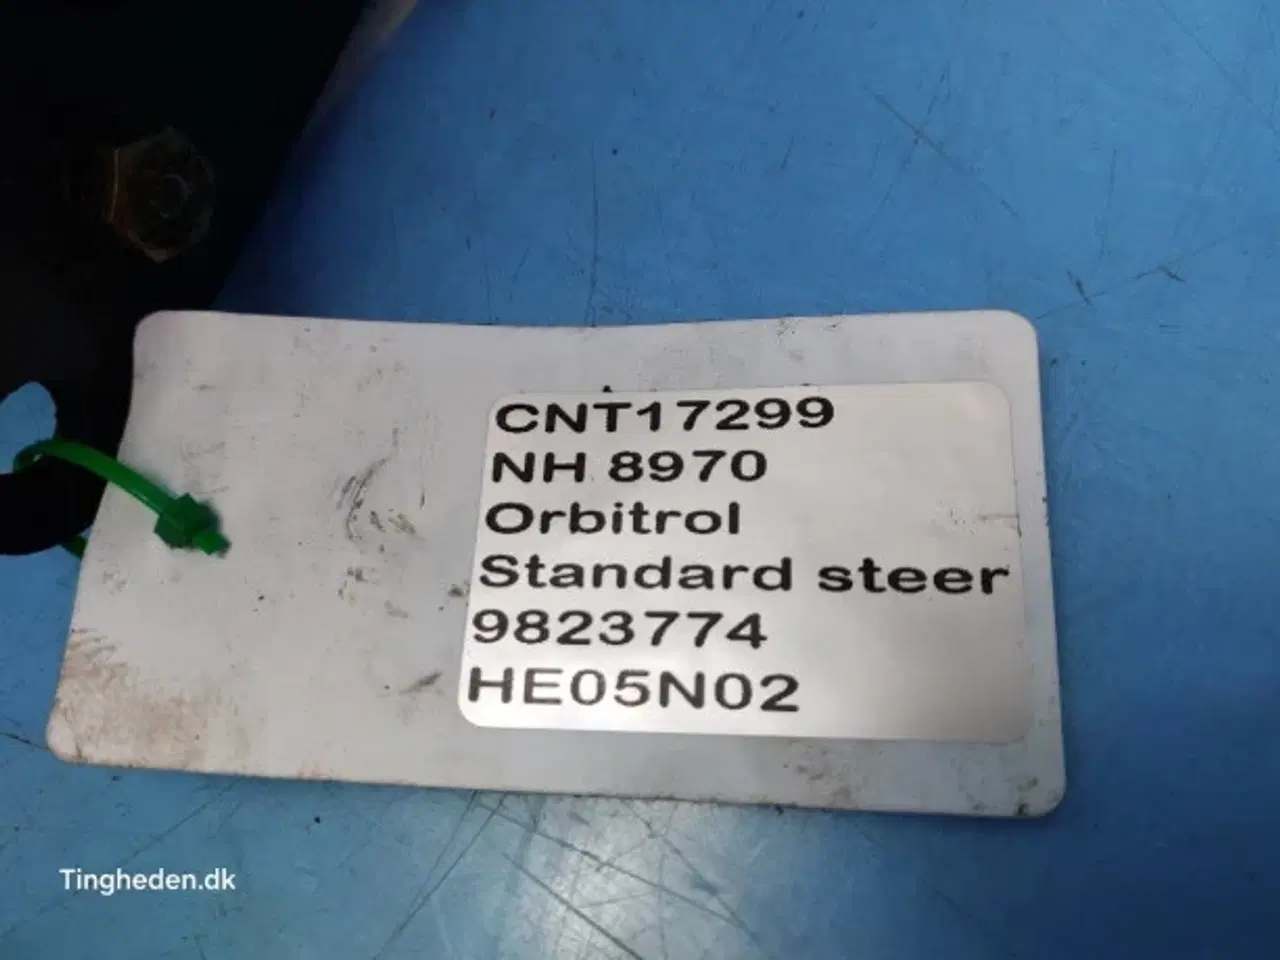 CNT17299
NH 8970
Orbitrol
Standard steer
9823774
HE05N02
Tingheden.dk